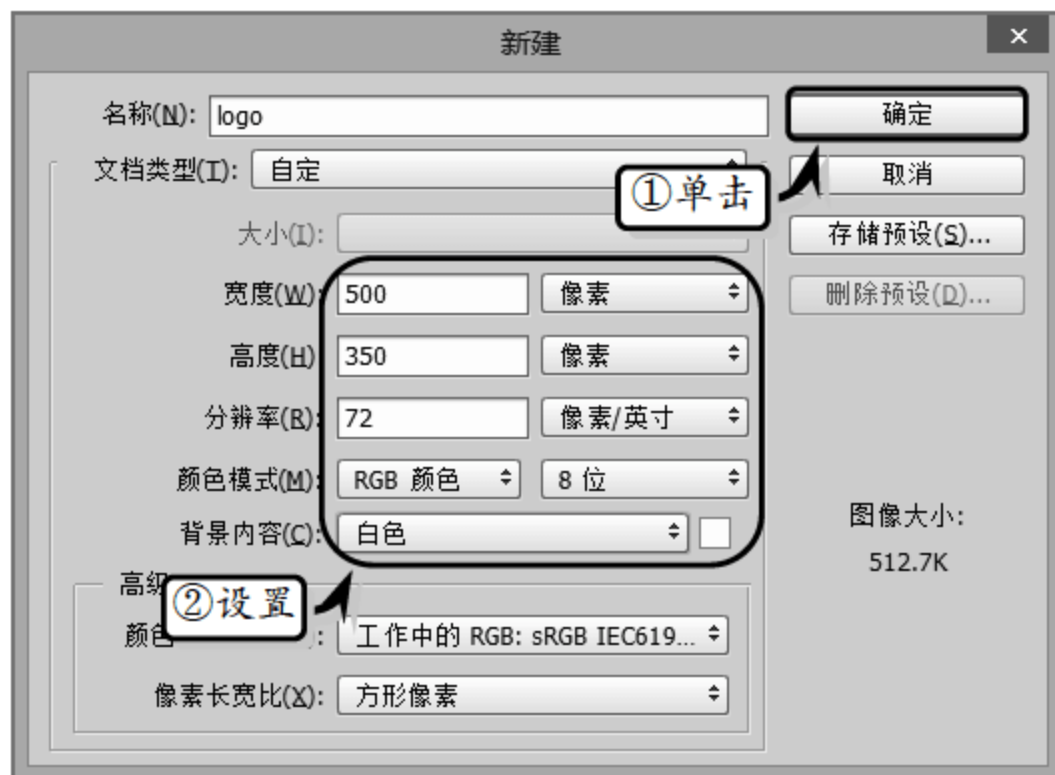 新建
名称(N): logo 确定
文档类型(T): 自定 取消
①单击
大小(I): 存储预设(S)...
宽度(W): 500 像素 删除预设(D)...
高度(H) 350 像素
分辨率(R): 72 像素/英寸
颜色模式(M): RGB 颜色 8 位
背景内容(C): 白色
图像大小:
512.7K
高级
②设置
颜色 : 工作中的 RGB: sRGB IEC619...
像素长宽比(X): 方形像素